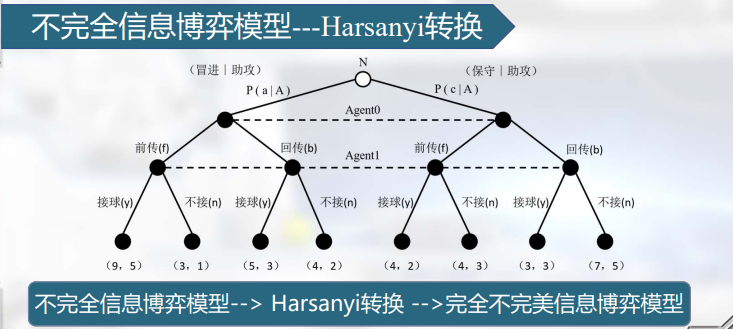 不完全信息博弈模型---Harsanyi转换
N
（冒进｜助攻） （保守｜助攻）
P ( a | A ) P ( c | A )
Agent0
前传(f) 回传(b) 前传(f) 回传(b)
Agent1
接球(y) 不接(n) 接球(y) 不接(n) 接球(y) 不接(n) 接球(y) 不接(n)
（9，5） （3，1） （5，3） （4，2） （4，2） （4，3） （3，3） （7，5）
不完全信息博弈模型--> Harsanyi转换 -->完全不完美信息博弈模型